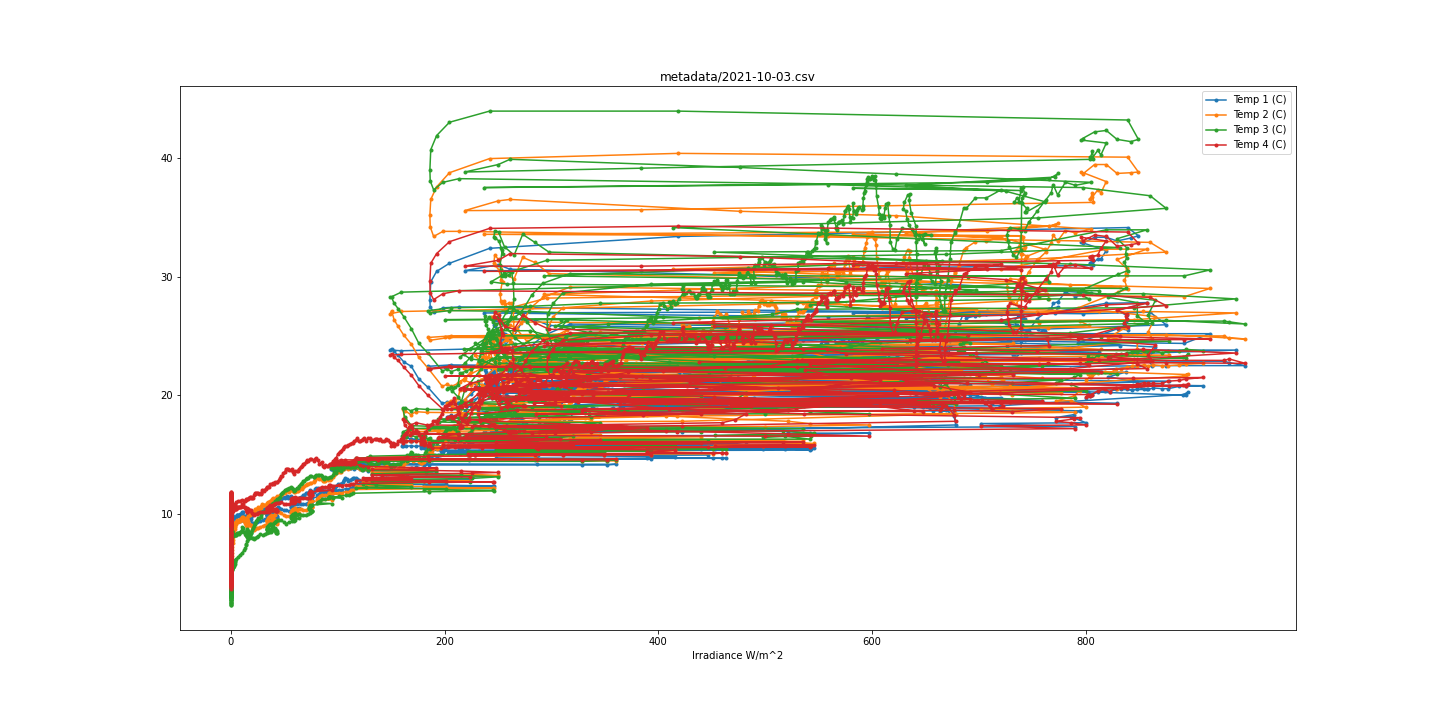 metadata/2021-10-03.csv
Temp 1 (C)
Temp 2 (C)
Temp 3 (C)
Temp 4 (C)
40
30
20
10
0 200 400 600 800
Irradiance W/m^2